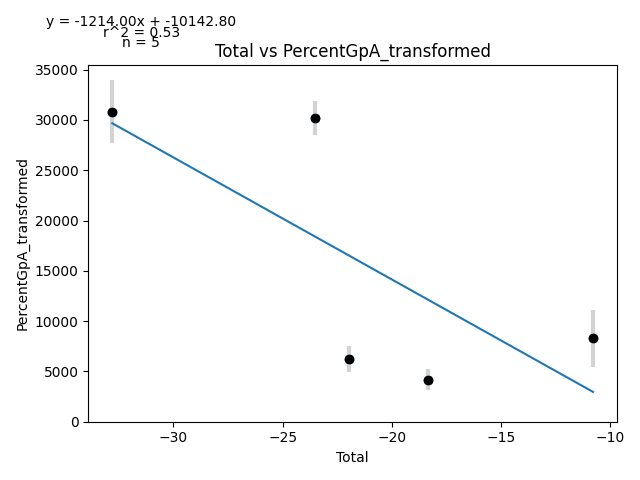 y = -1214.00x + -10142.80
r^2 = 0.53
n = 5
Total vs PercentGpA_transformed
PercentGpA_transformed
35000
30000
25000
20000
15000
10000
5000
0
−30
−25
−20
−15
−10
Total